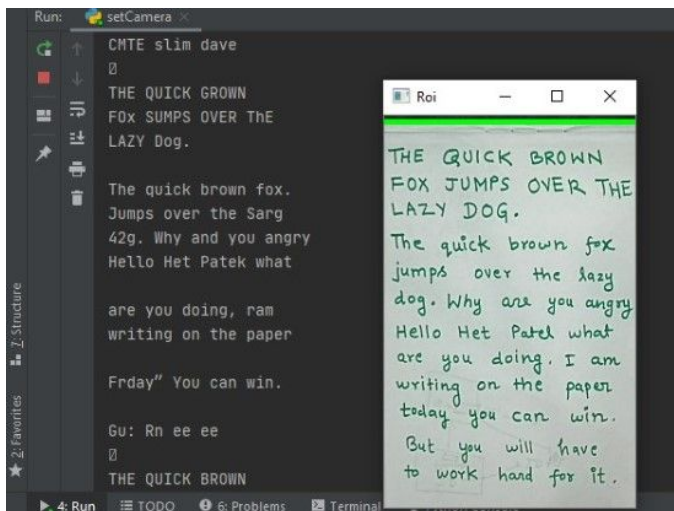 Run: setCamera
CMTE slim dave
THE QUICK GROWN
FOx SUMPS OVER ThE
LAZY Dog.
The quick brown fox.
Jumps over the Sarg
42g. Why and you angry
Hello Het Patek what
are you doing, ram
writing on the paper
Frday” You can win.
Gu: Rn ee ee
THE QUICK BROWN
7: Structure
2: Favorites
4: Run TODO 6: Problems Terminal
Roi
THE QUICK BROWN
FOX JUMPS OVER THE
LAZY DOG.
The quick brown fox
jumps over the lazy
dog. Why are you angry
Hello Het Patel what
are you doing. I am
writing on the paper
today you can win.
But you will have
to work hard for it.